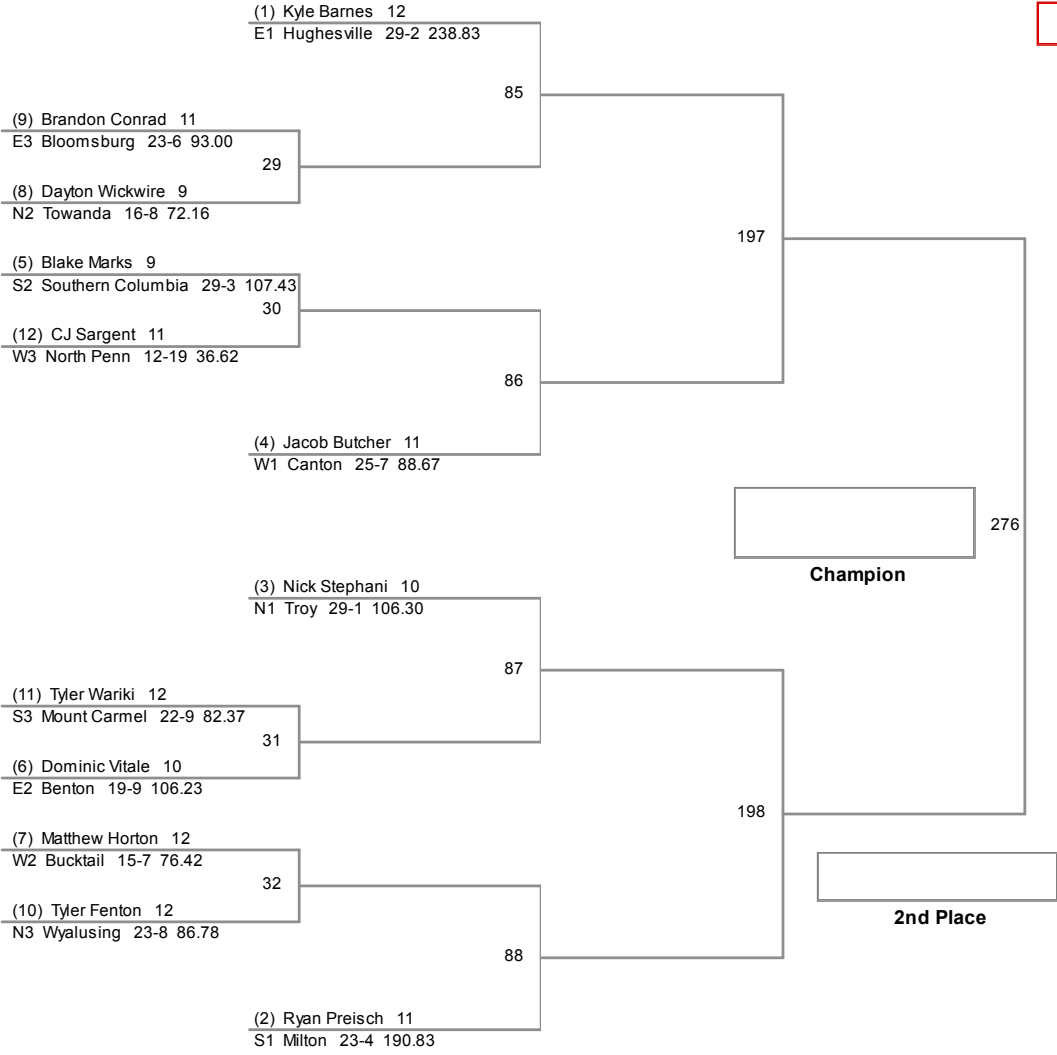 (1) Kyle Barnes 12
E1 Hughesville 29-2 238.83
85
(9) Brandon Conrad 11
E3 Bloomsburg 23-6 93.00
29
(8) Dayton Wickwire 9
N2 Towanda 16-8 72.16
197
(5) Blake Marks 9
S2 Southern Columbia 29-3 107.43
30
(12) CJ Sargent 11
W3 North Penn 12-19 36.62
86
(4) Jacob Butcher 11
W1 Canton 25-7 88.67
276
Champion
(3) Nick Stephani 10
N1 Troy 29-1 106.30
87
(11) Tyler Wariki 12
S3 Mount Carmel 22-9 82.37
31
(6) Dominic Vitale 10
E2 Benton 19-9 106.23
198
(7) Matthew Horton 12
W2 Bucktail 15-7 76.42
32
(10) Tyler Fenton 12
N3 Wyalusing 23-8 86.78
2nd Place
88
(2) Ryan Preisch 11
S1 Milton 23-4 190.83